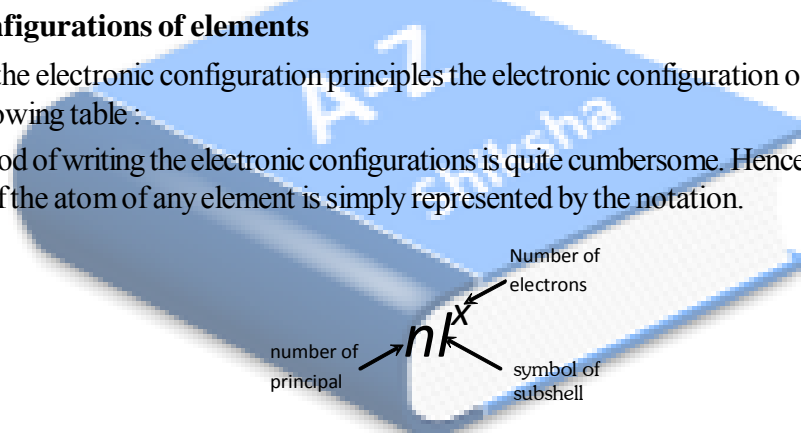 nfigurations of elements
the electronic configuration principles the electronic configuration o
owing table :
od of writing the electronic configurations is quite cumbersome. Hence
f the atom of any element is simply represented by the notation.
A-Z
Shiksha
Number of
electrons
nlˣ
number of
principal
symbol of
subshell